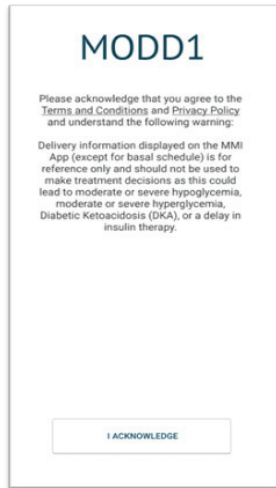 MODD1
Please acknowledge that you agree to the
Terms and Conditions and Privacy Policy
and understand the following warning:
Delivery information displayed on the MMI
App (except for basal schedule) is for
reference only and should not be used to
make treatment decisions as this could
lead to moderate or severe hypoglycemia,
moderate or severe hyperglycemia,
Diabetic Ketoacidosis (DKA), or a delay in
insulin therapy.
I ACKNOWLEDGE